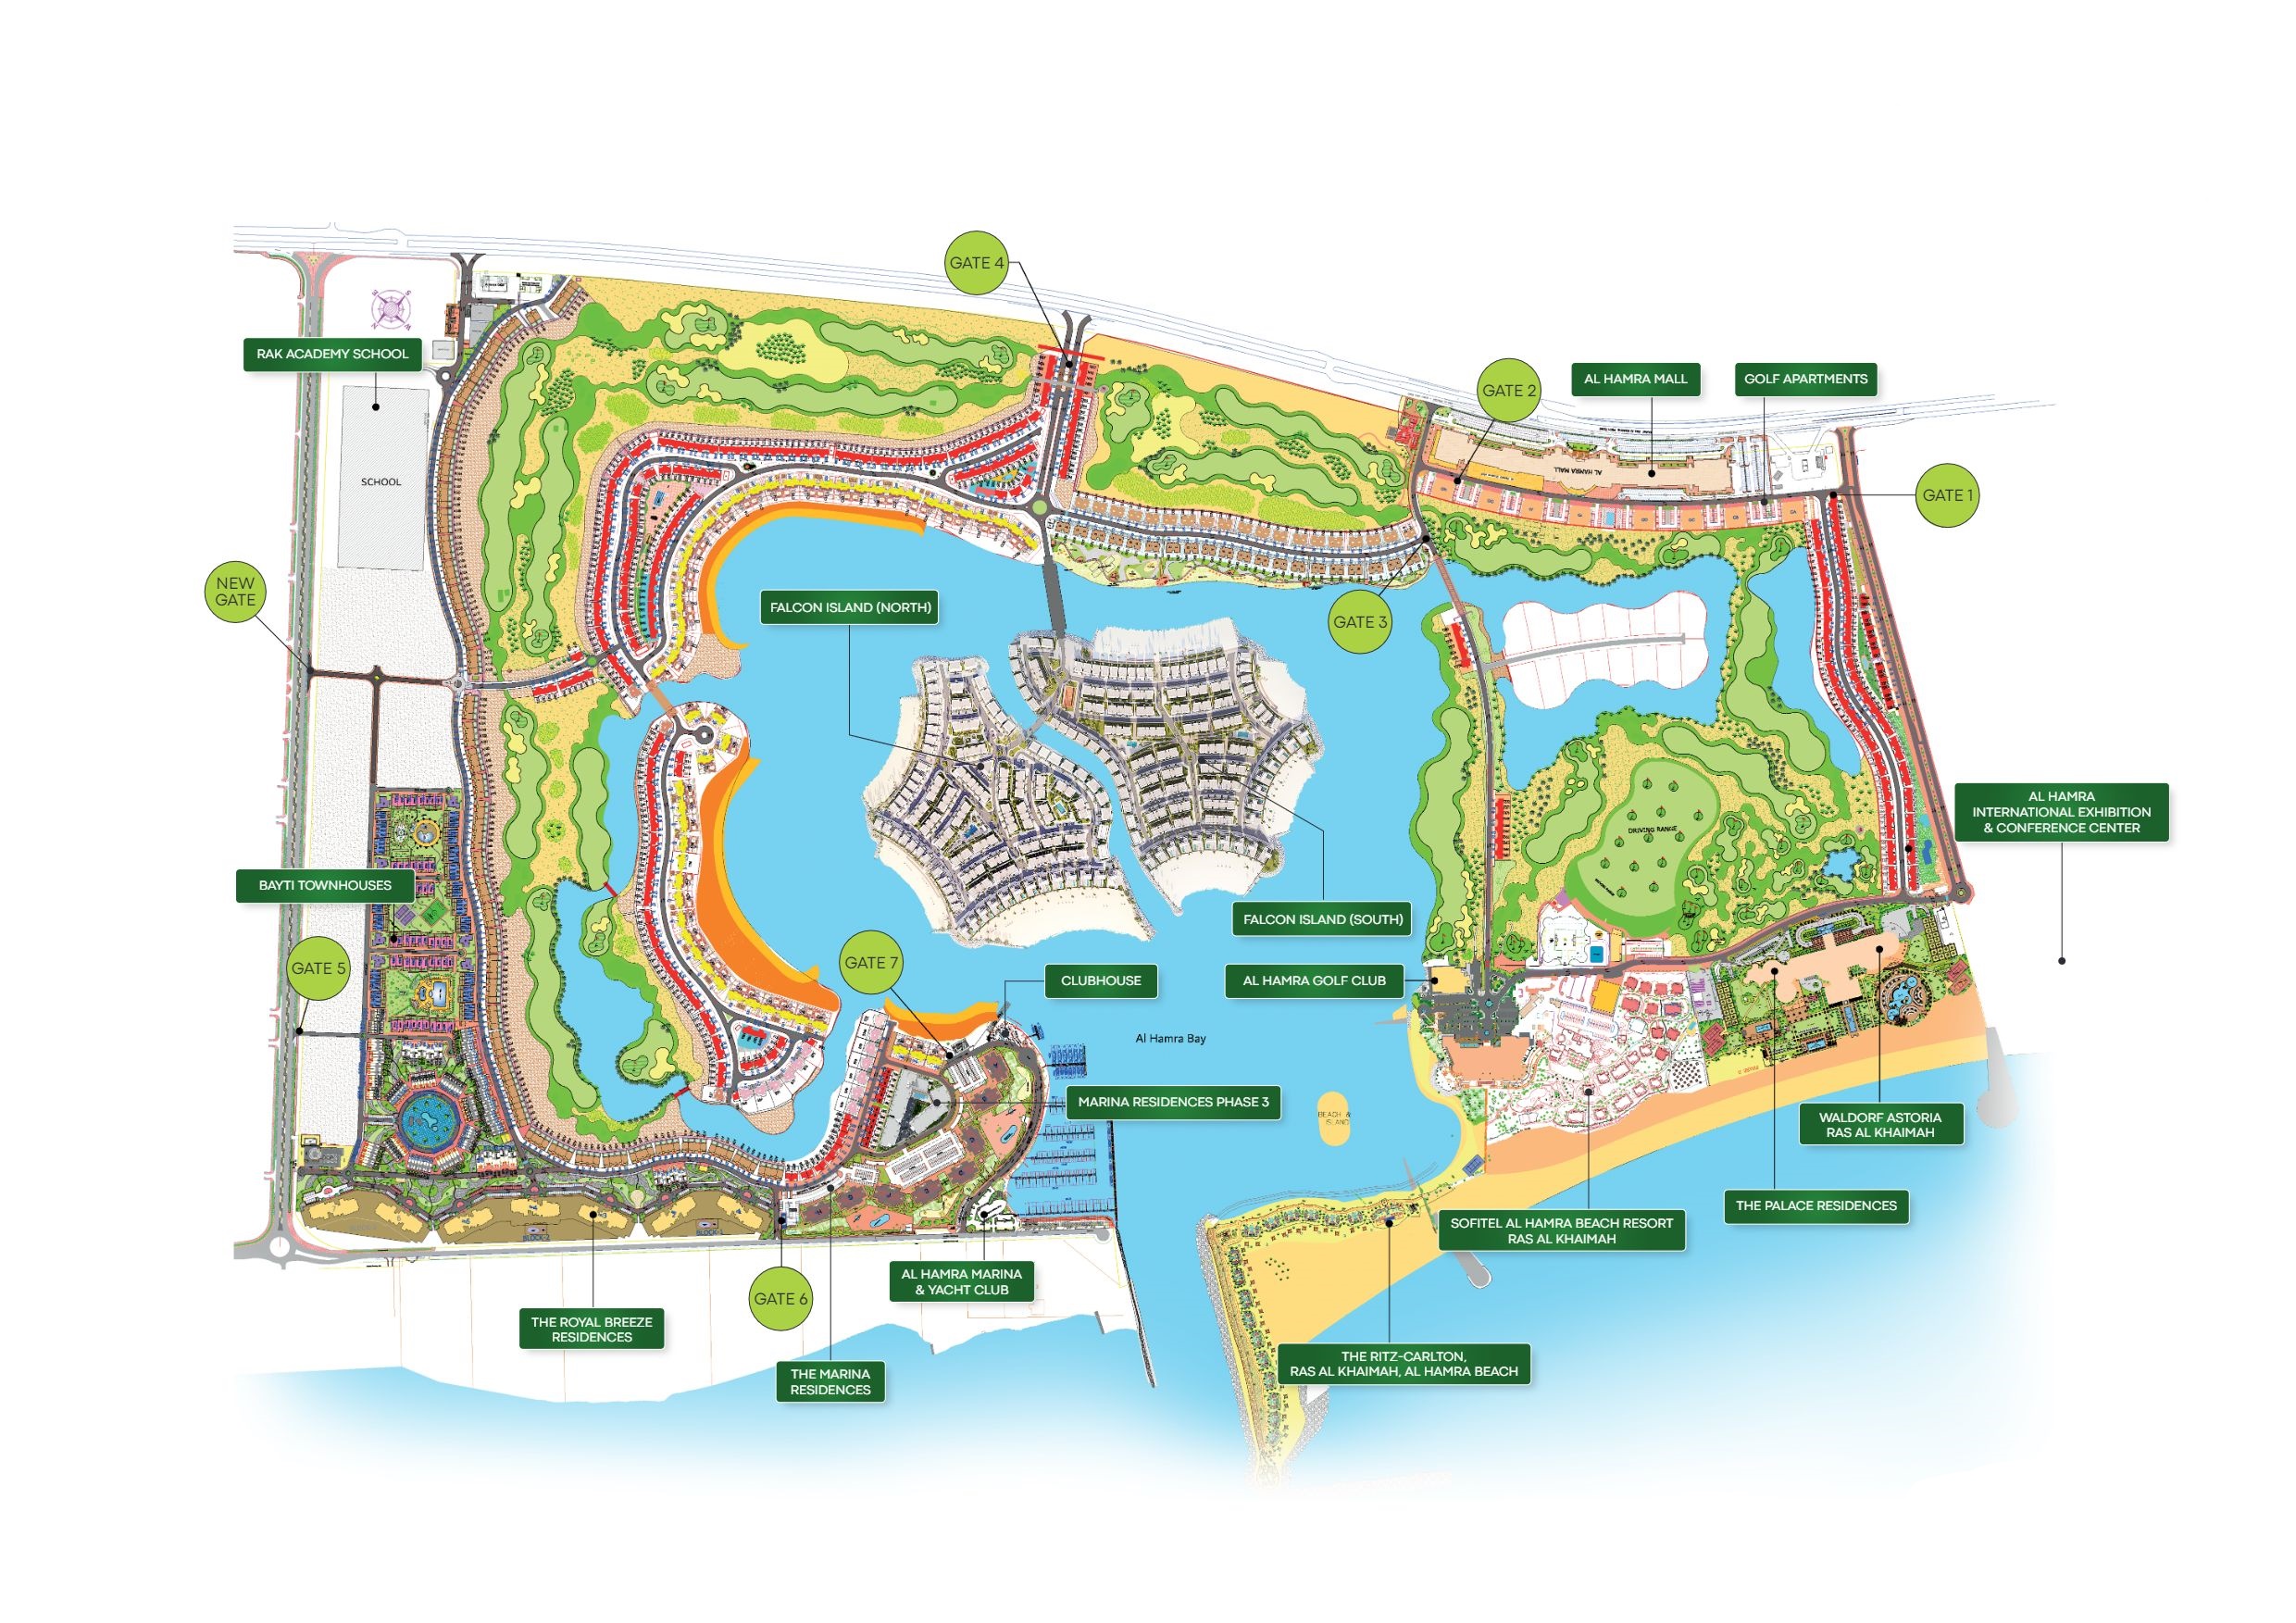 GATE 4
RAK ACADEMY SCHOOL
GATE 2
AL HAMRA MALL
GOLF APARTMENTS
AL HAMRA MALL
SCHOOL
GATE 1
NEW
GATE
FALCON ISLAND (NORTH)
GATE 3
DRIVING RANGE
AL HAMRA
INTERNATIONAL EXHIBITION
& CONFERENCE CENTER
BAYTI TOWNHOUSES
FALCON ISLAND (SOUTH)
GATE 5
GATE 7
CLUBHOUSE
AL HAMRA GOLF CLUB
Al Hamra Bay
MARINA RESIDENCES PHASE 3
BEACH &
ISLAND
WALDORF ASTORIA
RAS AL KHAIMAH
THE PALACE RESIDENCES
SOFITEL AL HAMRA BEACH RESORT
RAS AL KHAIMAH
AL HAMRA MARINA
& YACHT CLUB
GATE 6
THE ROYAL BREEZE
RESIDENCES
THE RITZ-CARLTON,
RAS AL KHAIMAH, AL HAMRA BEACH
THE MARINA
RESIDENCES